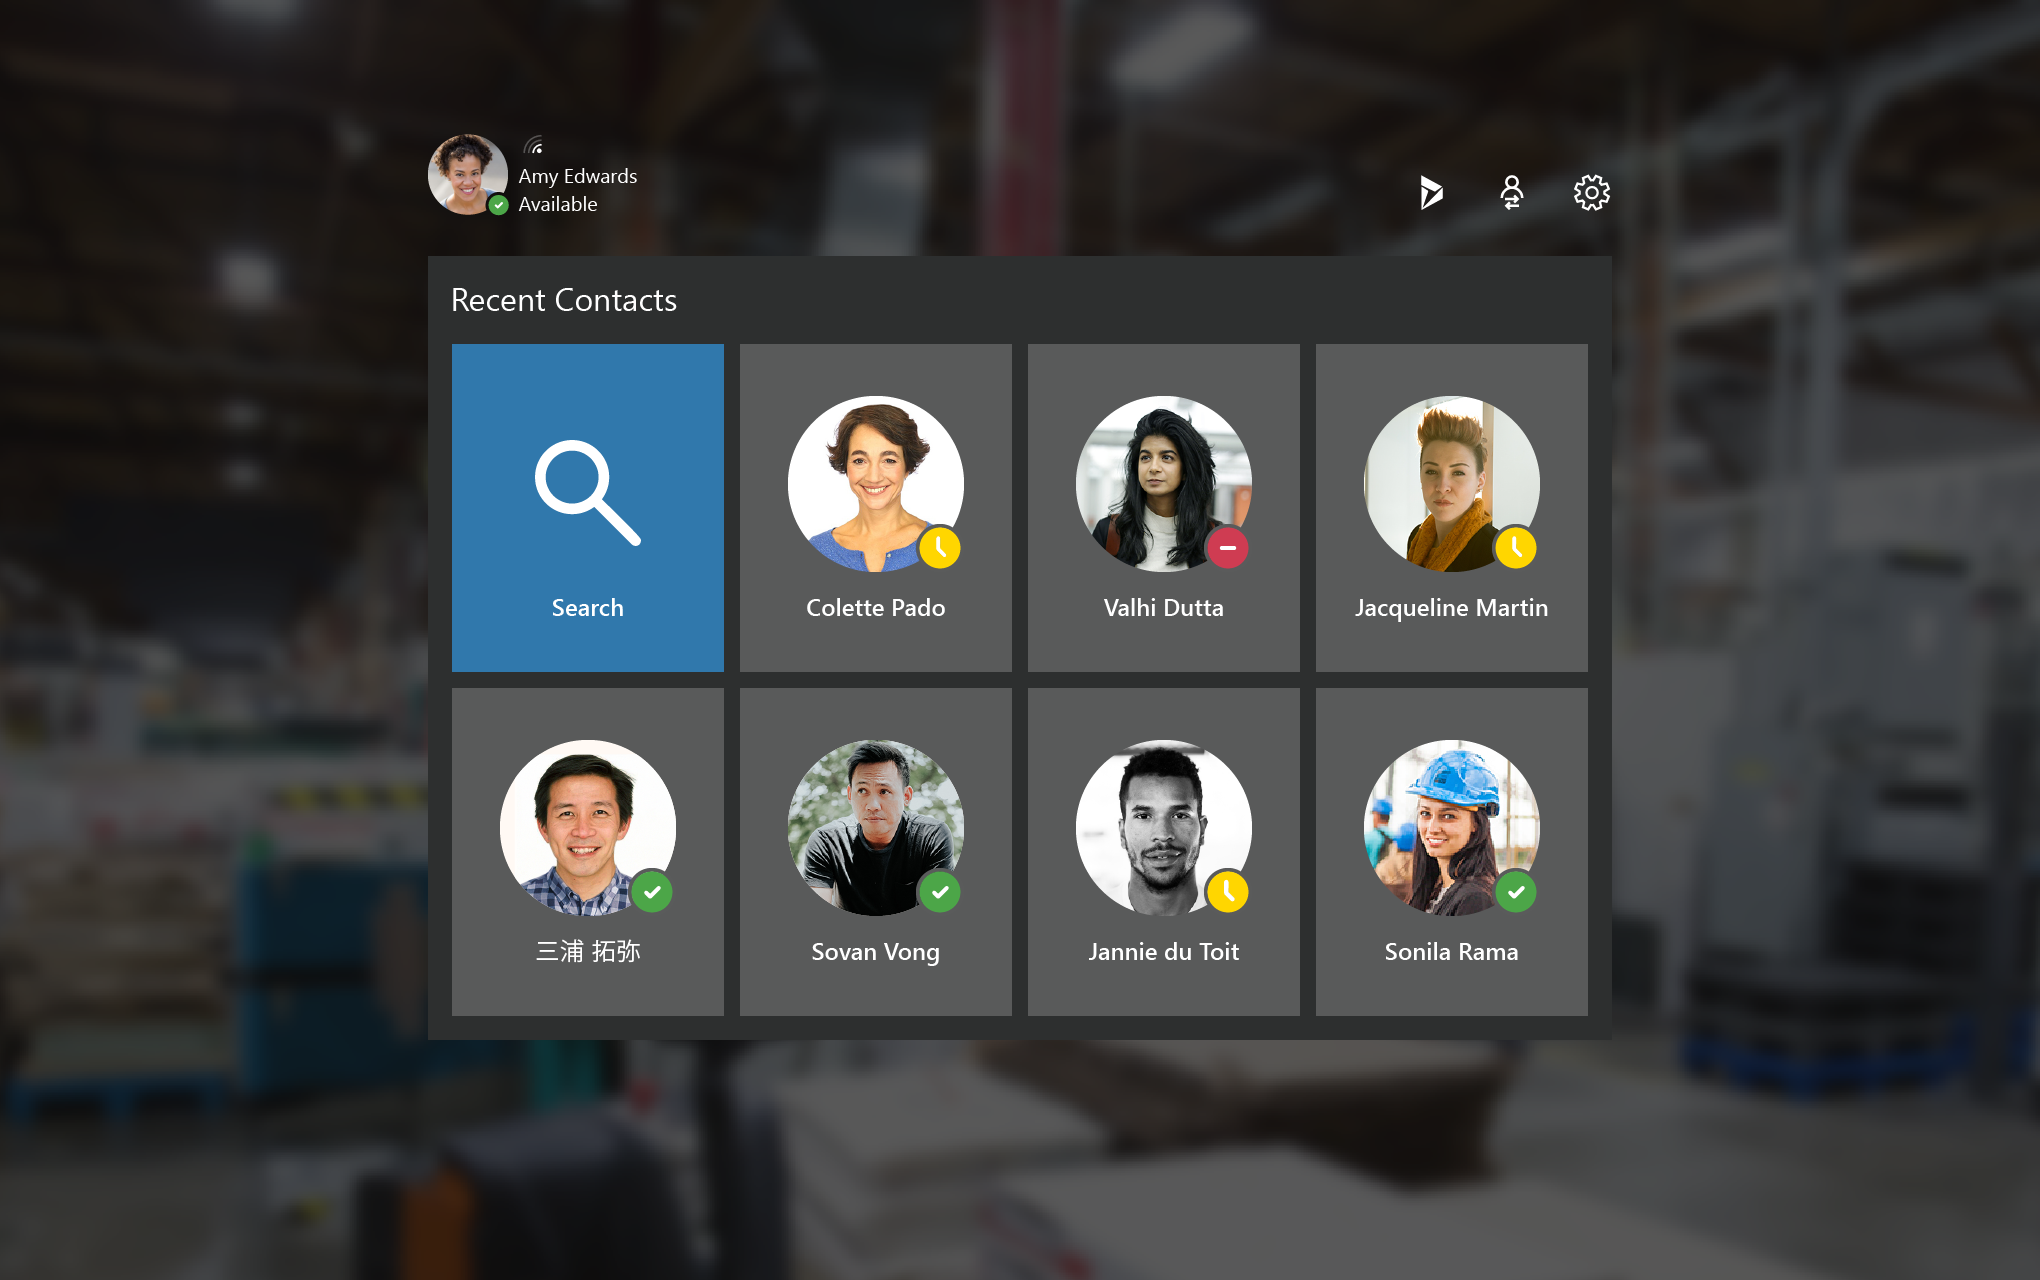 Amy Edwards
Available
Recent Contacts
Search
Colette Pado
Valhi Dutta
Jacqueline Martin
三浦 拓弥
Sovan Vong
Jannie du Toit
Sonila Rama